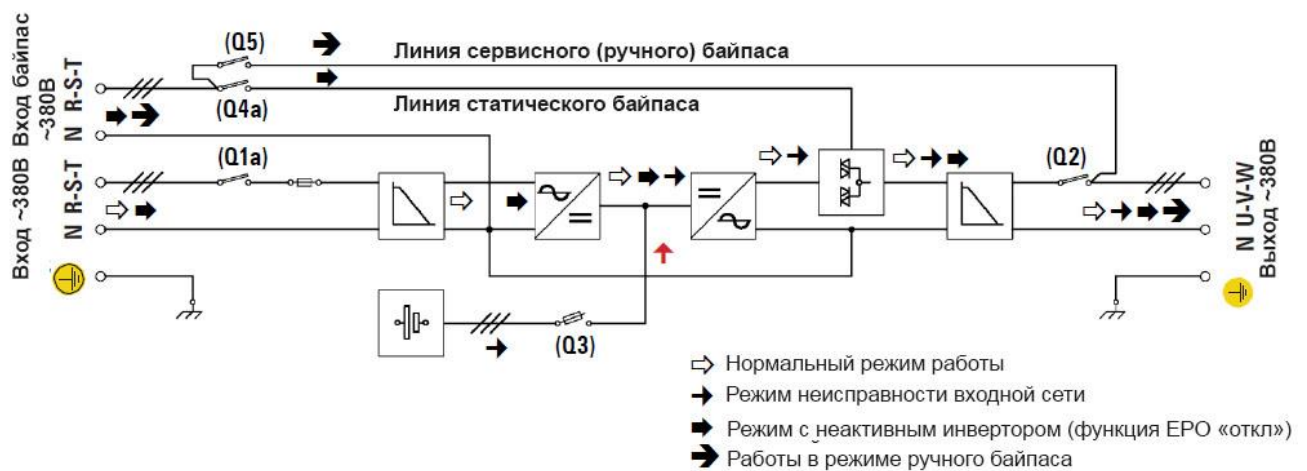 Вход байпас
~380В
N R-S-T
(Q5)
Линия сервисного (ручного) байпаса
(Q4a)
Линия статического байпаса
Вход ~380В
N R-S-T
(Q1a)
(Q2)
N U-V-W
Выход ~380В
(Q3)
Нормальный режим работы
Режим неисправности входной сети
Режим с неактивным инвертором (функция EPO «откл»)
Работы в режиме ручного байпаса